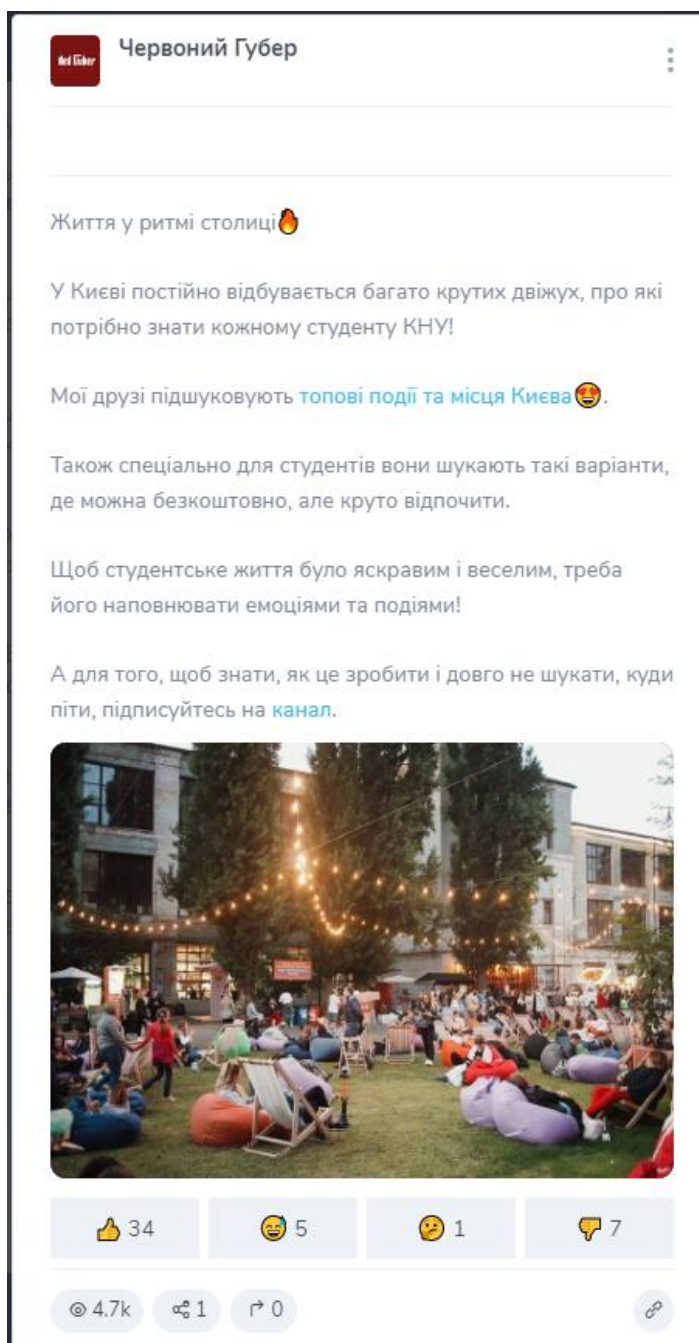 Red Guber
Червоний Губер
Життя у ритмі столиці🔥
У Києві постійно відбувається багато крутих двіжух, про які
потрібно знати кожному студенту КНУ!
Мої друзі підшуковують топові події та місця Києва🤩.
Також спеціально для студентів вони шукають такі варіанти,
де можна безкоштовно, але круто відпочити.
Щоб студентське життя було яскравим і веселим, треба
його наповнювати емоціями та подіями!
А для того, щоб знати, як це зробити і довго не шукати, куди
піти, підписуйтесь на канал.
👍 34 😅 5 🤔 1 👎 7
4.7k 1 0